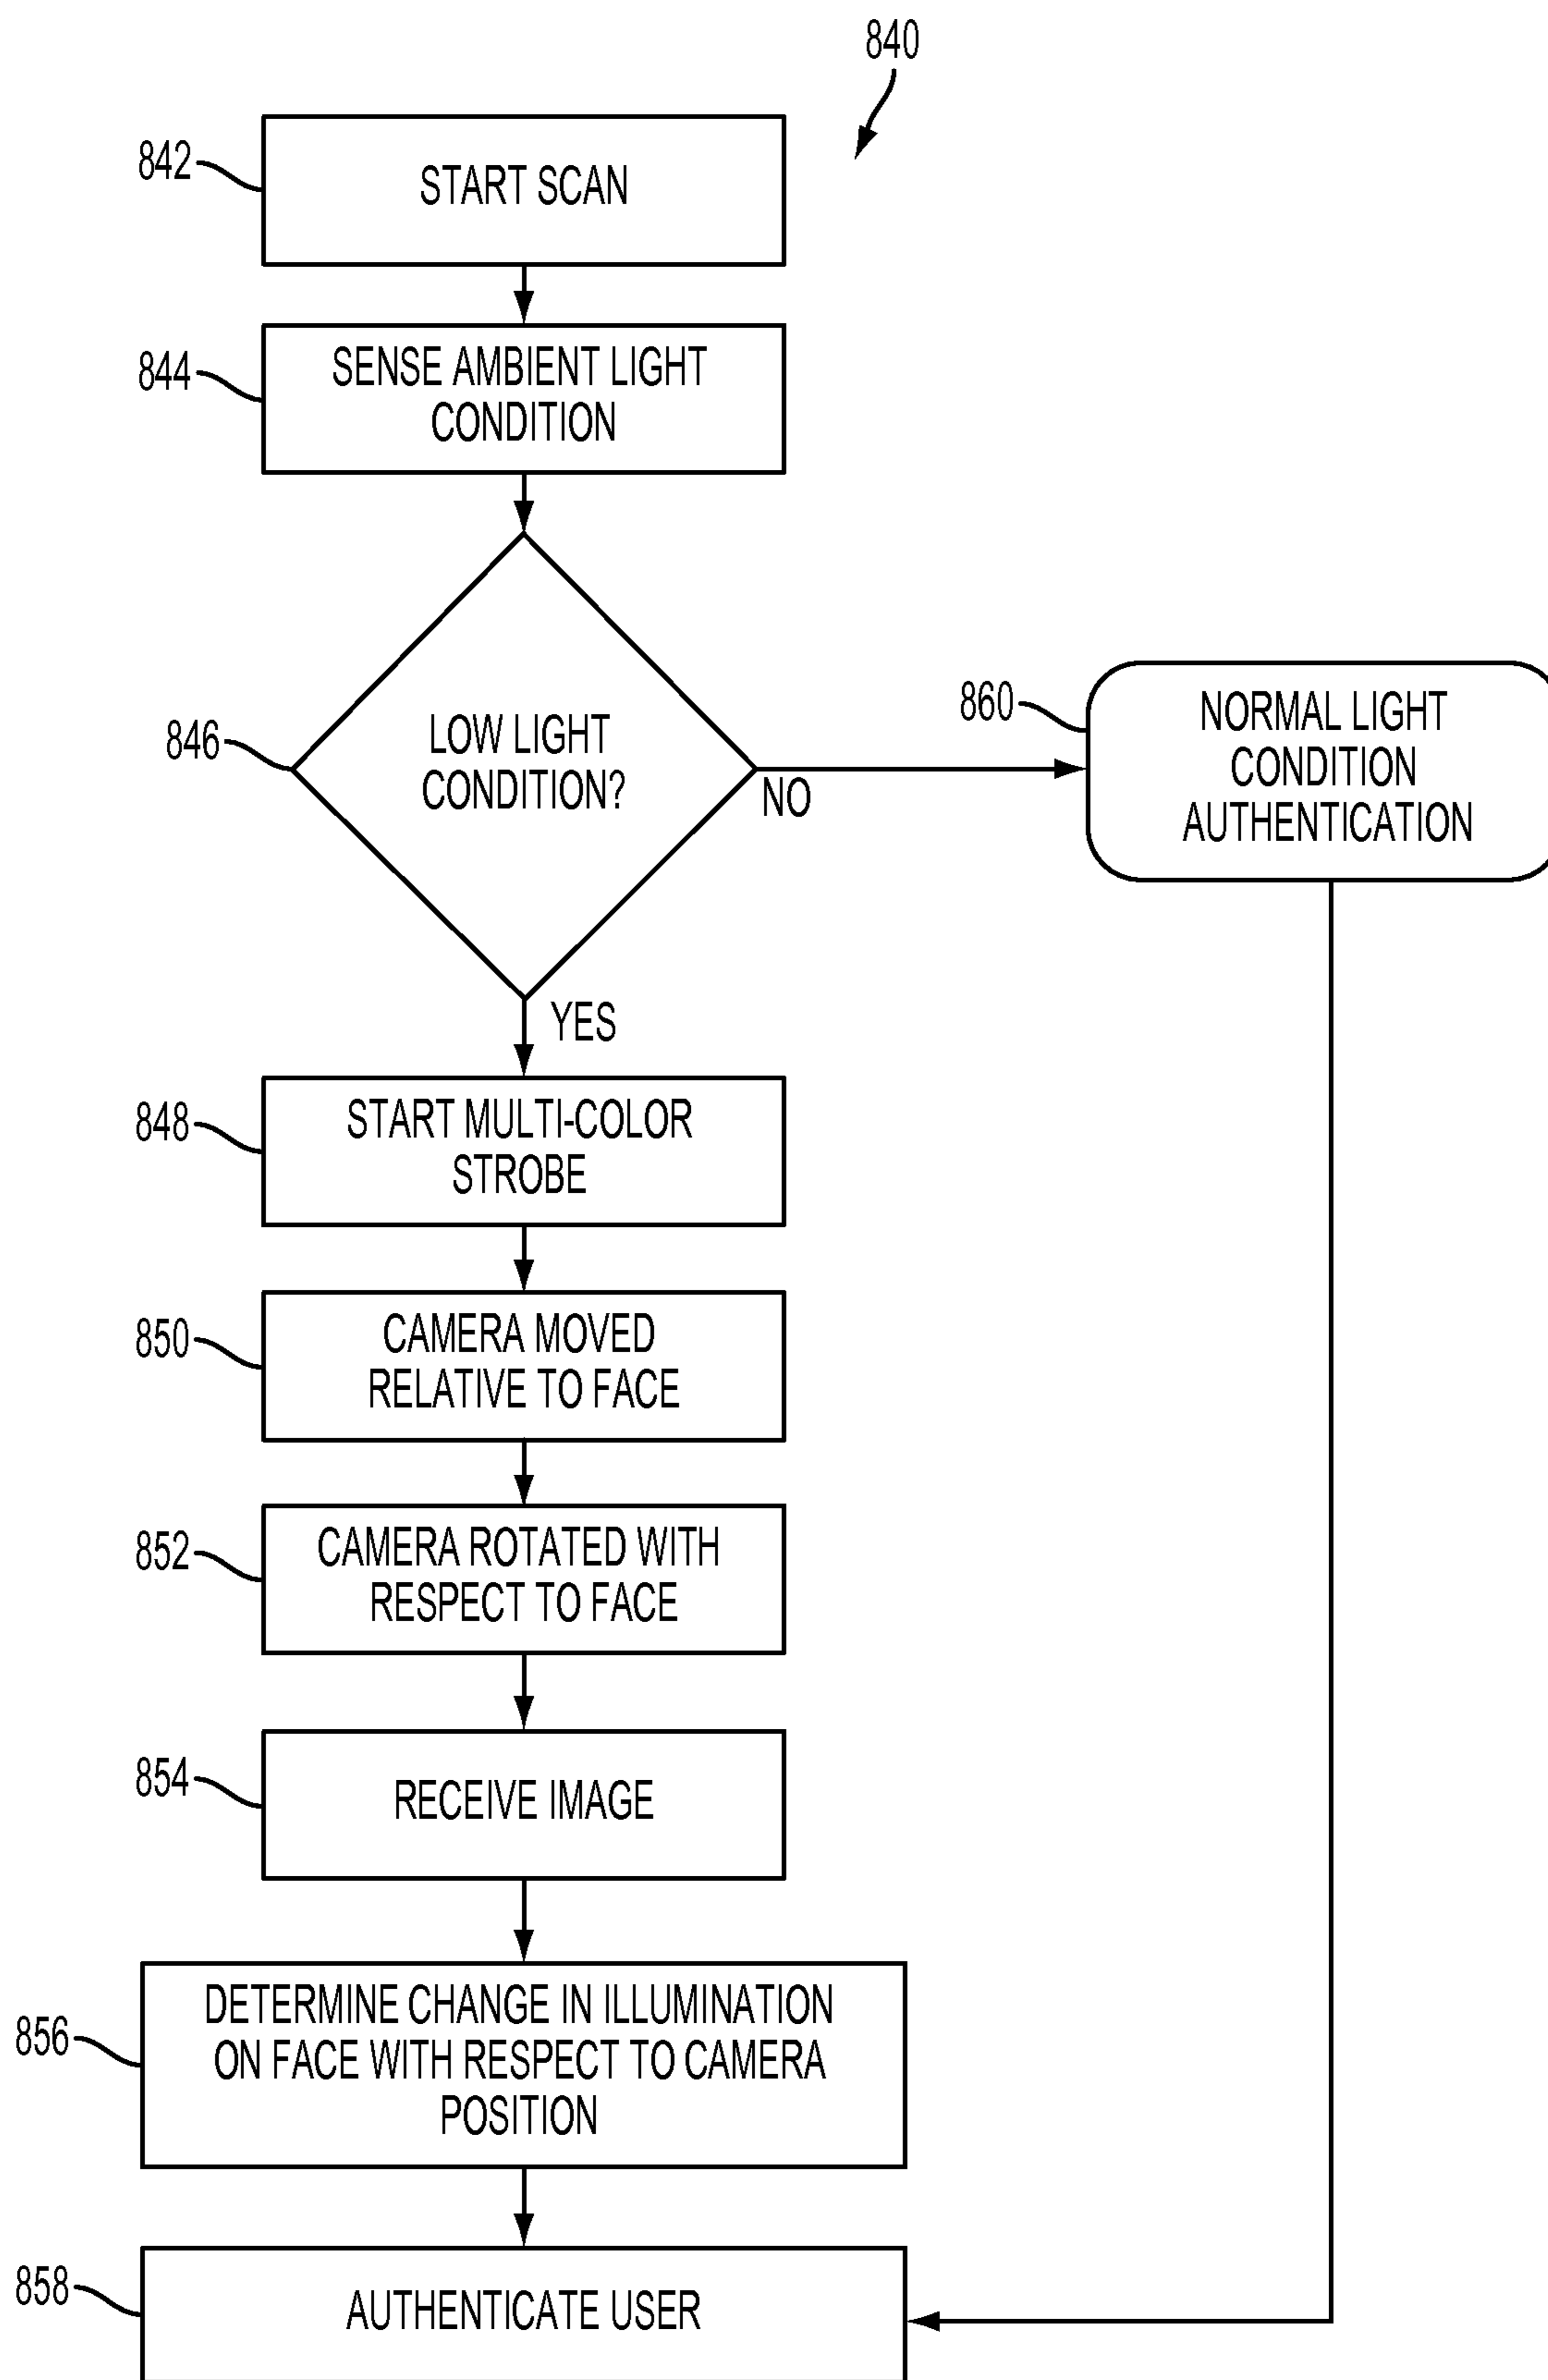 840
842
START SCAN
844
SENSE AMBIENT LIGHT
CONDITION
846
LOW LIGHT
CONDITION?
NO
860
NORMAL LIGHT
CONDITION
AUTHENTICATION
YES
848
START MULTI-COLOR
STROBE
850
CAMERA MOVED
RELATIVE TO FACE
852
CAMERA ROTATED WITH
RESPECT TO FACE
854
RECEIVE IMAGE
856
DETERMINE CHANGE IN ILLUMINATION
ON FACE WITH RESPECT TO CAMERA
POSITION
858
AUTHENTICATE USER